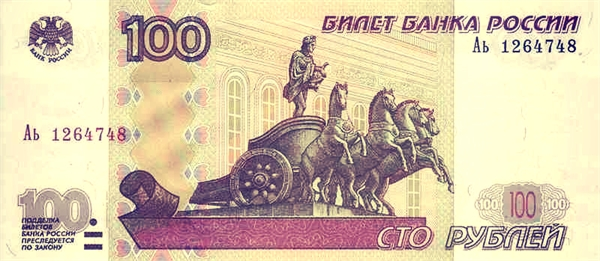 БИЛЕТ БАНКА РОССИИ
100
Аь 1264748
БАНК РОССИИ
Аь 1264748
100
100 100 100
ПОДДЕЛКА
БИЛЕТОВ
БАНКА РОССИИ
ПРЕСЛЕДУЕТСЯ
ПО ЗАКОНУ
СТО РУБЛЕЙ